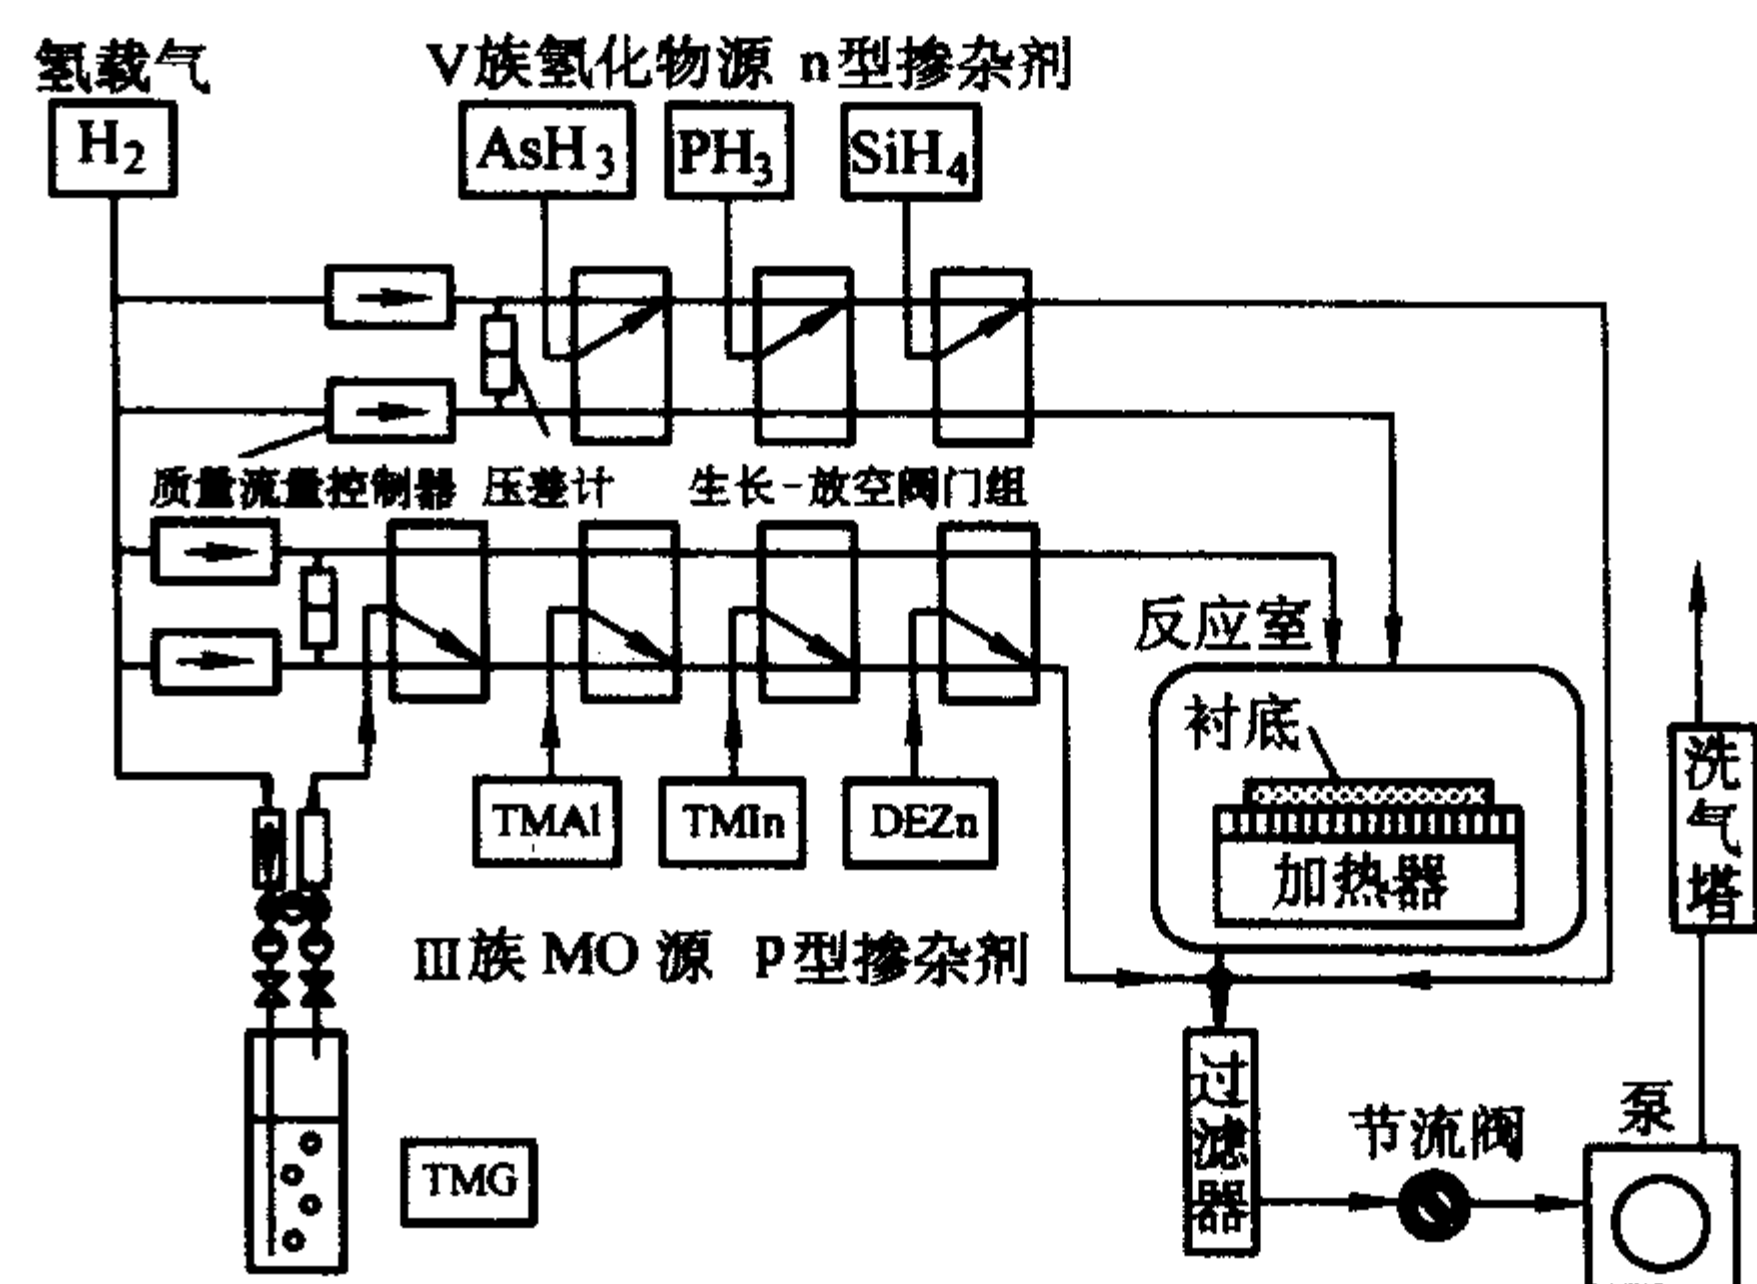 氢载气
V族氢化物源 n型掺杂剂
H2
AsH3
PH3
SiH4
质量流量控制器
压差计
生长-放空阀门组
反应室
衬底
加热器
TMAl
TMIn
DEZn
III族 MO 源 p型掺杂剂
TMG
过滤器
节流阀
泵
洗气塔